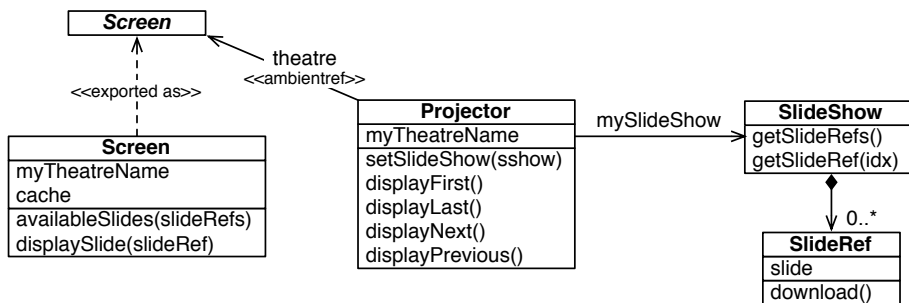 Screen
theatre
<<ambientref>>
<<exported as>>
Screen
myTheatreName
cache
availableSlides(slideRefs)
displaySlide(slideRef)
Projector
myTheatreName
setSlideShow(sshow)
displayFirst()
displayLast()
displayNext()
displayPrevious()
mySlideShow
SlideShow
getSlideRefs()
getSlideRef(idx)
0..*
SlideRef
slide
download()